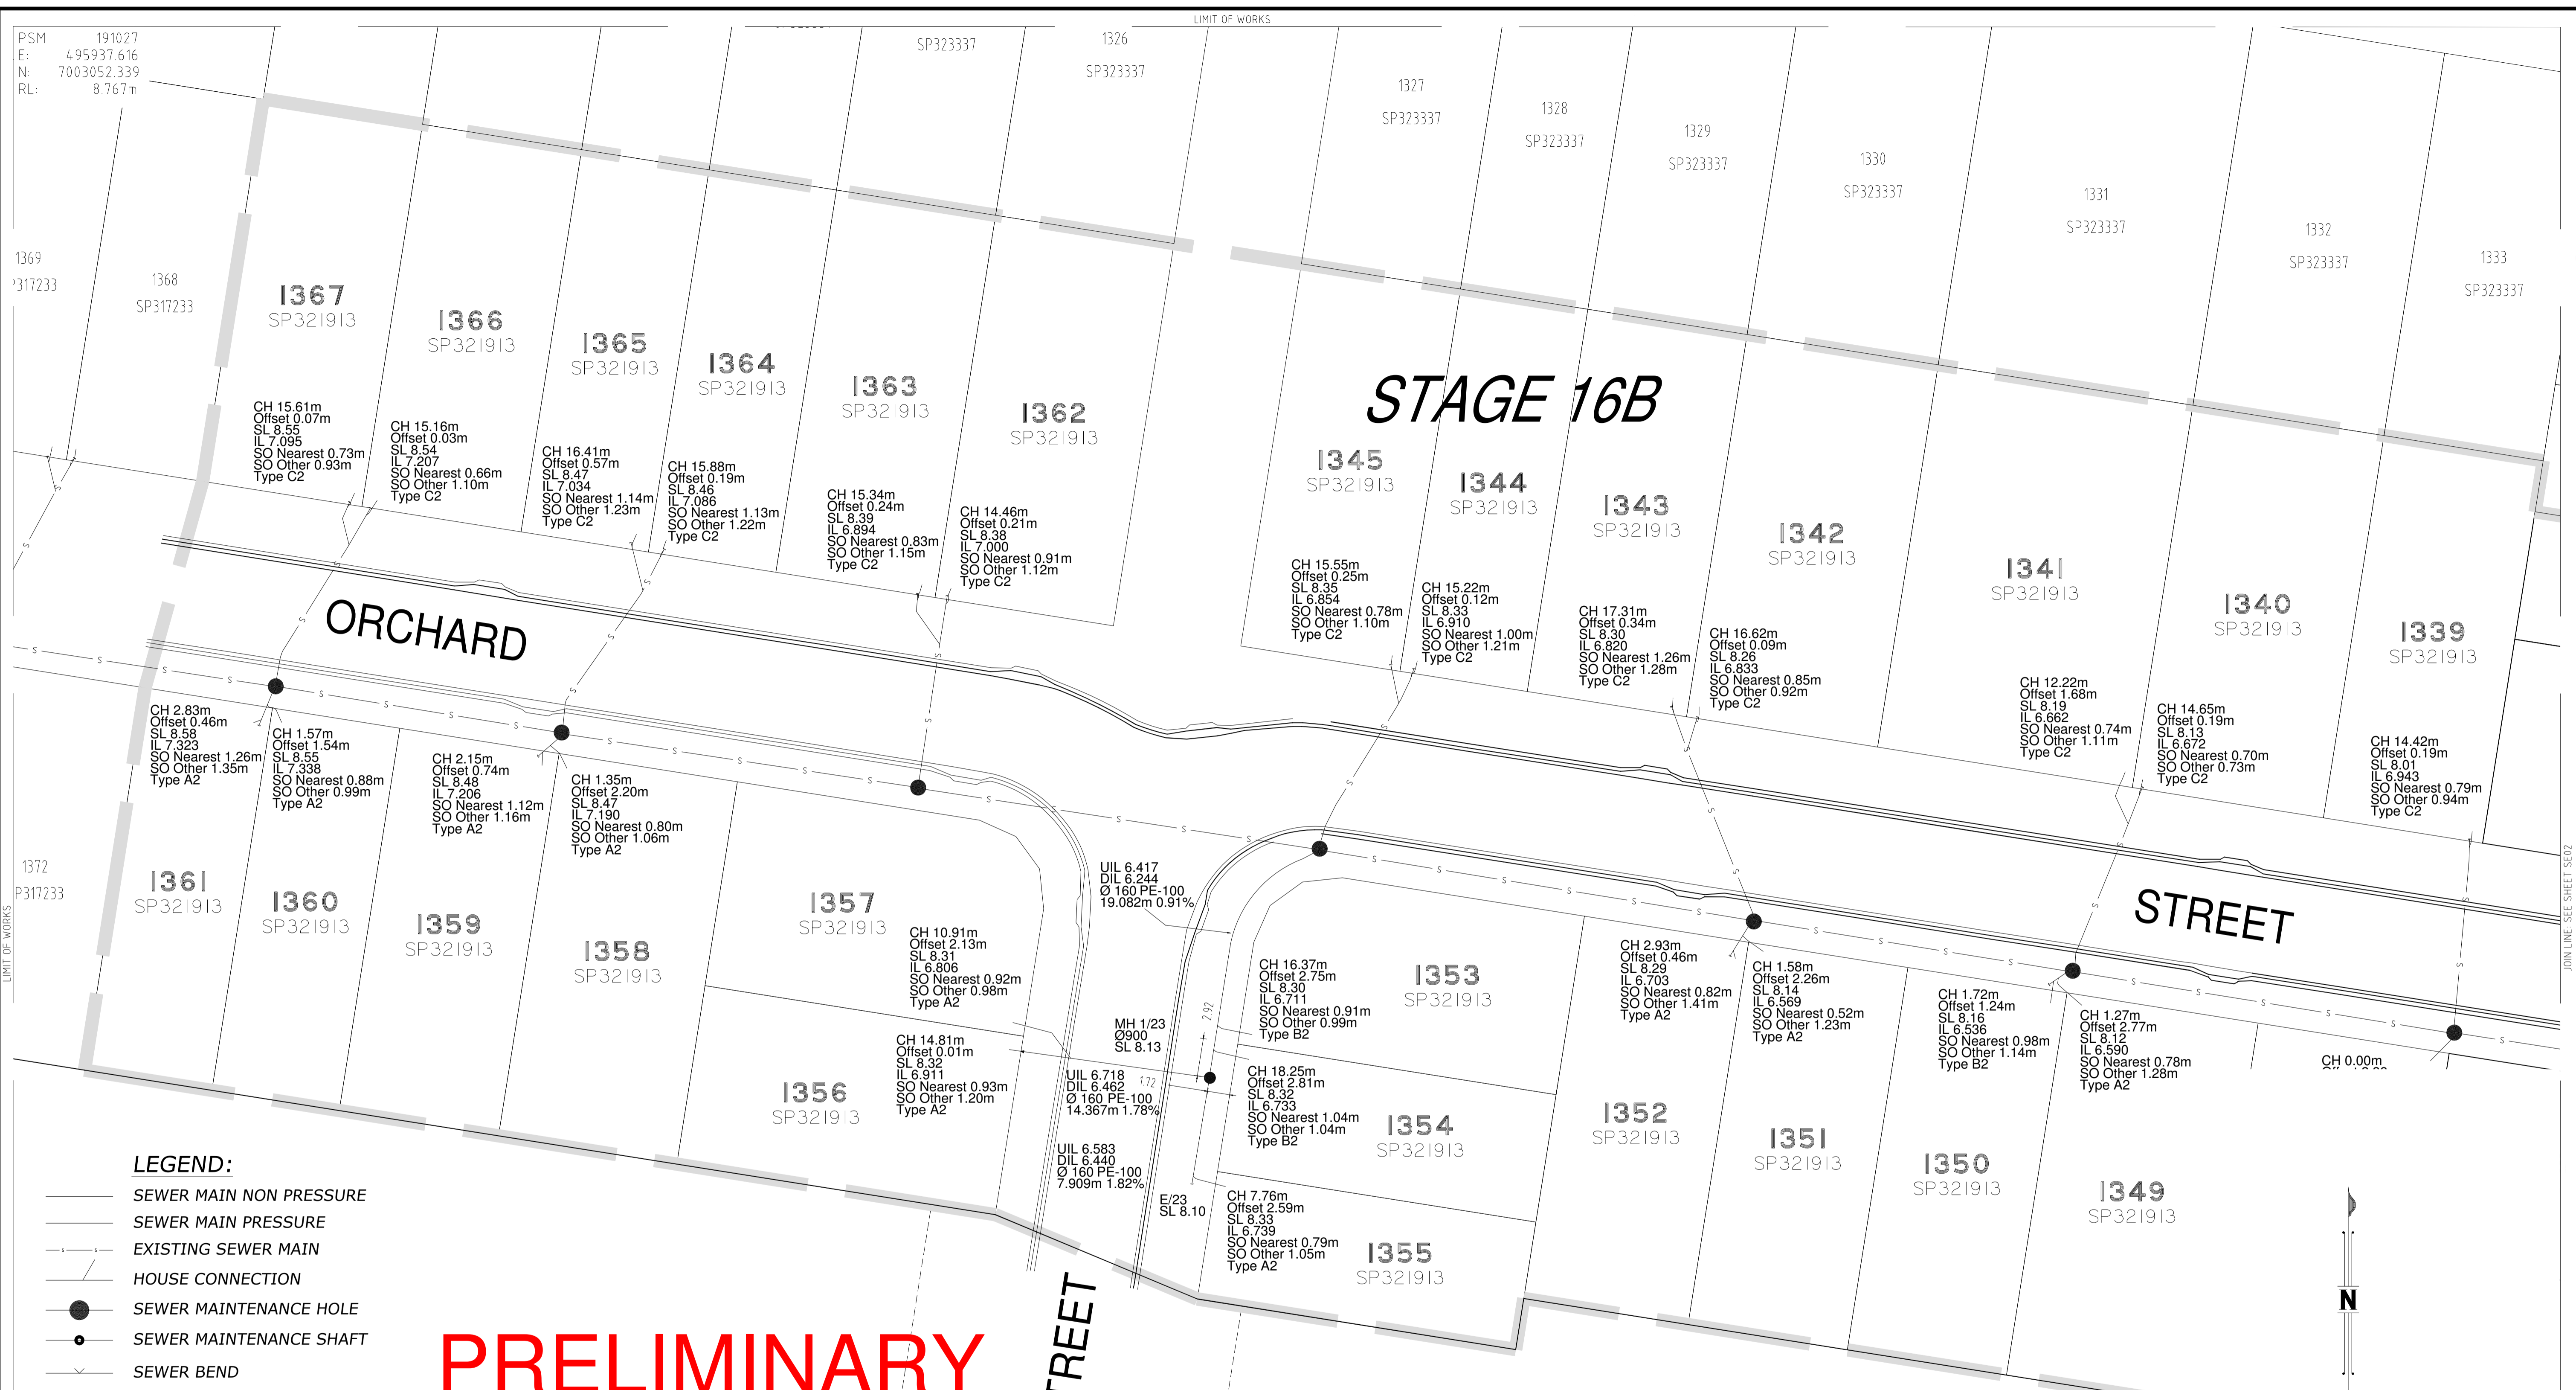 LIMIT OF WORKS
PSM 191027
E: 495937.616
N: 7003052.339
RL: 8.767m
SP323337
1326
SP323337
1327
SP323337
1328
SP323337
1329
SP323337
1330
SP323337
1331
SP323337
1332
SP323337
1333
SP323337
1369
P317233
1368
SP317233
1367
SP321913
1366
SP321913
1365
SP321913
1364
SP321913
1363
SP321913
1362
SP321913
STAGE 16B
1345
SP321913
1344
SP321913
1343
SP321913
1342
SP321913
1341
SP321913
1340
SP321913
1339
SP321913
CH 15.61m
Offset 0.07m
SL 8.55
IL 7.095
SO Nearest 0.73m
SO Other 0.93m
Type C2
CH 15.16m
Offset 0.03m
SL 8.54
IL 7.207
SO Nearest 0.66m
SO Other 1.10m
Type C2
CH 16.41m
Offset 0.57m
SL 8.47
IL 7.034
SO Nearest 1.14m
SO Other 1.23m
Type C2
CH 15.88m
Offset 0.19m
SL 8.46
IL 7.086
SO Nearest 1.13m
SO Other 1.22m
Type C2
CH 15.34m
Offset 0.24m
SL 8.39
IL 6.894
SO Nearest 0.83m
SO Other 1.15m
Type C2
CH 14.46m
Offset 0.21m
SL 8.38
IL 7.000
SO Nearest 0.91m
SO Other 1.12m
Type C2
CH 15.55m
Offset 0.25m
SL 8.35
IL 6.854
SO Nearest 0.78m
SO Other 1.10m
Type C2
CH 15.22m
Offset 0.12m
SL 8.33
IL 6.910
SO Nearest 1.00m
SO Other 1.21m
Type C2
CH 17.31m
Offset 0.34m
SL 8.30
IL 6.820
SO Nearest 1.26m
SO Other 1.28m
Type C2
CH 16.62m
Offset 0.09m
SL 8.26
IL 6.833
SO Nearest 0.85m
SO Other 0.92m
Type C2
CH 12.22m
Offset 1.68m
SL 8.19
IL 6.662
SO Nearest 0.74m
SO Other 1.11m
Type C2
CH 14.65m
Offset 0.19m
SL 8.13
IL 6.672
SO Nearest 0.70m
SO Other 0.73m
Type C2
CH 14.42m
Offset 0.19m
SL 8.01
IL 6.943
SO Nearest 0.79m
SO Other 0.94m
Type C2
ORCHARD
STREET
CH 2.83m
Offset 0.46m
SL 8.58
IL 7.323
SO Nearest 1.26m
SO Other 1.35m
Type A2
CH 1.57m
Offset 1.54m
SL 8.55
IL 7.338
SO Nearest 0.88m
SO Other 0.99m
Type A2
CH 2.15m
Offset 0.74m
SL 8.48
IL 7.206
SO Nearest 1.12m
SO Other 1.16m
Type A2
CH 1.35m
Offset 2.20m
SL 8.47
IL 7.190
SO Nearest 0.80m
SO Other 1.06m
Type A2
1372
P317233
LIMIT OF WORKS
JOIN LINE: SEE SHEET SE02
1361
SP321913
1360
SP321913
1359
SP321913
1358
SP321913
1357
SP321913
1356
SP321913
CH 10.91m
Offset 2.13m
SL 8.31
IL 6.806
SO Nearest 0.92m
SO Other 0.98m
Type A2
CH 14.81m
Offset 0.01m
SL 8.32
IL 6.911
SO Nearest 0.93m
SO Other 1.20m
Type A2
UIL 6.417
DIL 6.244
Ø 160 PE-100
19.082m 0.91%
MH 1/23
Ø900
SL 8.13
2.92
1.72
UIL 6.718
DIL 6.462
Ø 160 PE-100
14.367m 1.78%
UIL 6.583
DIL 6.440
Ø 160 PE-100
7.909m 1.82%
E/23
SL 8.10
CH 16.37m
Offset 2.75m
SL 8.30
IL 6.711
SO Nearest 0.91m
SO Other 0.99m
Type B2
CH 18.25m
Offset 2.81m
SL 8.32
IL 6.733
SO Nearest 1.04m
SO Other 1.04m
Type B2
CH 7.76m
Offset 2.59m
SL 8.33
IL 6.739
SO Nearest 0.79m
SO Other 1.05m
Type A2
1353
SP321913
1354
SP321913
1355
SP321913
CH 2.93m
Offset 0.46m
SL 8.29
IL 6.703
SO Nearest 0.82m
SO Other 1.41m
Type A2
CH 1.58m
Offset 2.26m
SL 8.14
IL 6.569
SO Nearest 0.52m
SO Other 1.23m
Type A2
CH 1.72m
Offset 1.24m
SL 8.16
IL 6.536
SO Nearest 0.98m
SO Other 1.14m
Type B2
CH 1.27m
Offset 2.77m
SL 8.12
IL 6.590
SO Nearest 0.78m
SO Other 1.28m
Type A2
CH 0.00m
1352
SP321913
1351
SP321913
1350
SP321913
1349
SP321913
STREET
N
LEGEND:
SEWER MAIN NON PRESSURE
SEWER MAIN PRESSURE
EXISTING SEWER MAIN
HOUSE CONNECTION
SEWER MAINTENANCE HOLE
SEWER MAINTENANCE SHAFT
SEWER BEND
PRELIMINARY